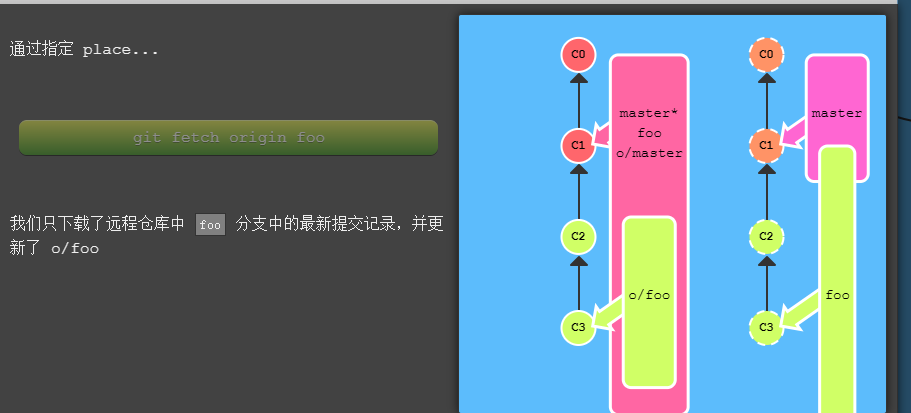 通过指定 place...
git fetch origin foo
我们只下载了远程仓库中 foo 分支中的最新提交记录，并更
新了 o/foo
C0
C1
C2
C3
master*
foo
o/master
o/foo
C0
C1
C2
C3
master
foo